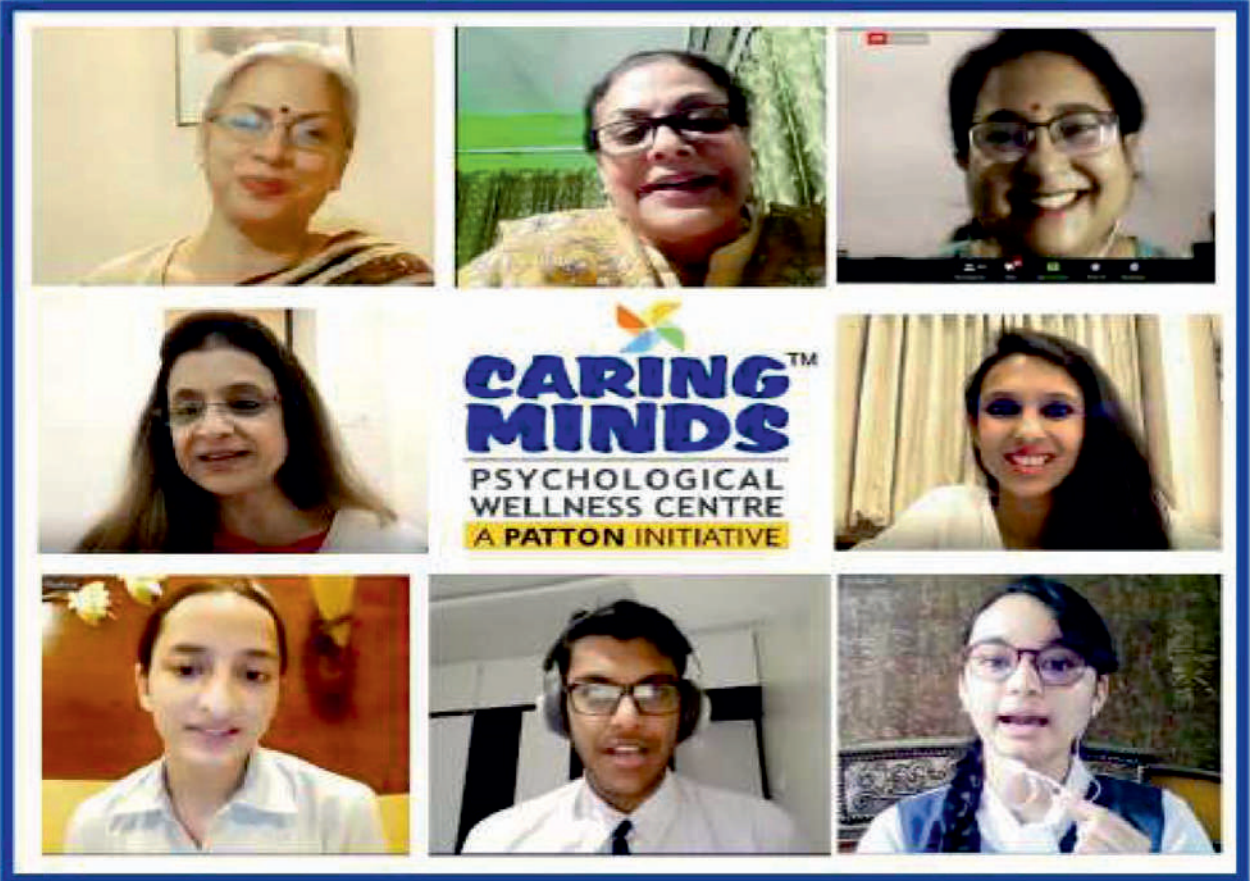 CARING™
MINDS
PSYCHOLOGICAL
WELLNESS CENTRE
A PATTON INITIATIVE